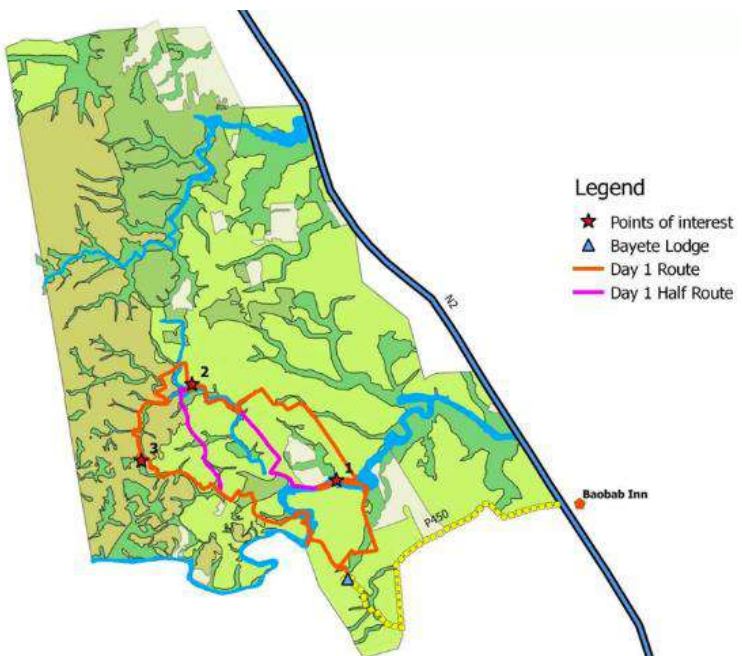 Legend
Points of interest
Bayete Lodge
Day 1 Route
Day 1 Half Route
N2
2
3
1
Baobab Inn
P450